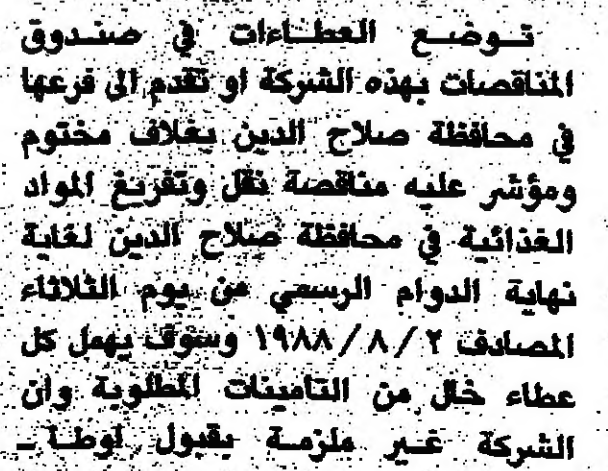 توضع العطاءات في صندوق
المناقصات بهذه الشركة او تقدم الى فرعها
في محافظة صلاح الدين بغلاف مختوم
ومؤشر عليه مناقصة نقل وتفريغ المواد
الغذائية في محافظة صلاح الدين لغاية
نهاية الدوام الرسمي من يوم الثلاثاء
المصادف ٢ / ٨ / ١٩٨٨ وسوف يهمل كل
عطاء خال من التامينات المطلوبة وان
الشركة غير ملزمة بقبول اوطا ـ